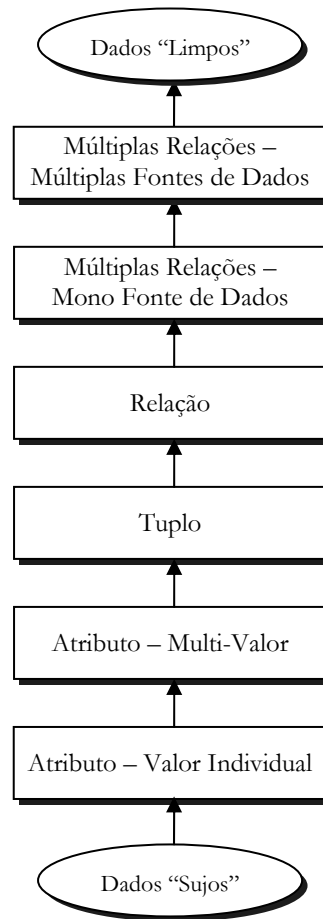 Dados “Limpos”
Múltiplas Relações –
Múltiplas Fontes de Dados
Múltiplas Relações –
Mono Fonte de Dados
Relação
Tuplo
Atributo – Multi-Valor
Atributo – Valor Individual
Dados “Sujos”